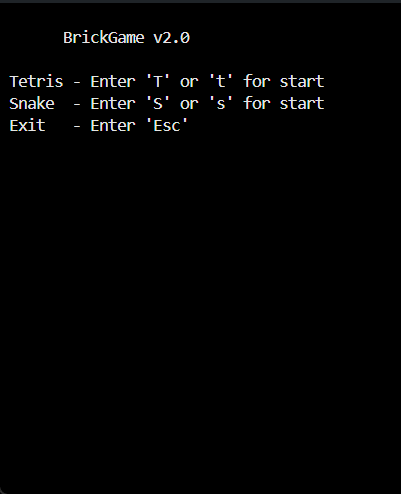 BrickGame v2.0
Tetris - Enter 'T' or 't' for start
Snake  - Enter 'S' or 's' for start
Exit   - Enter 'Esc'